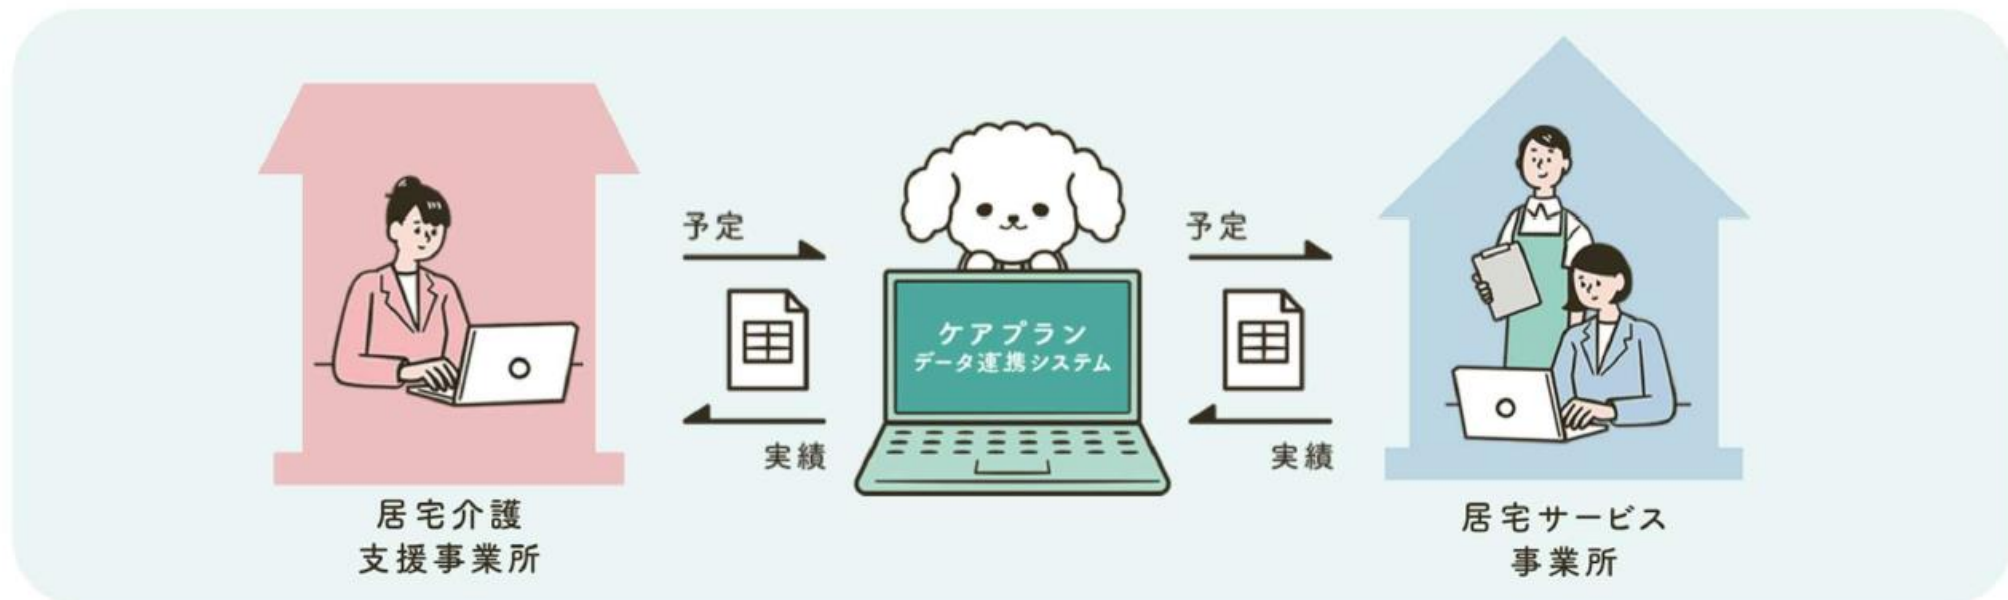 予定
予定
ケアプラン
データ連携システム
実績
実績
居宅介護
支援事業所
居宅サービス
事業所